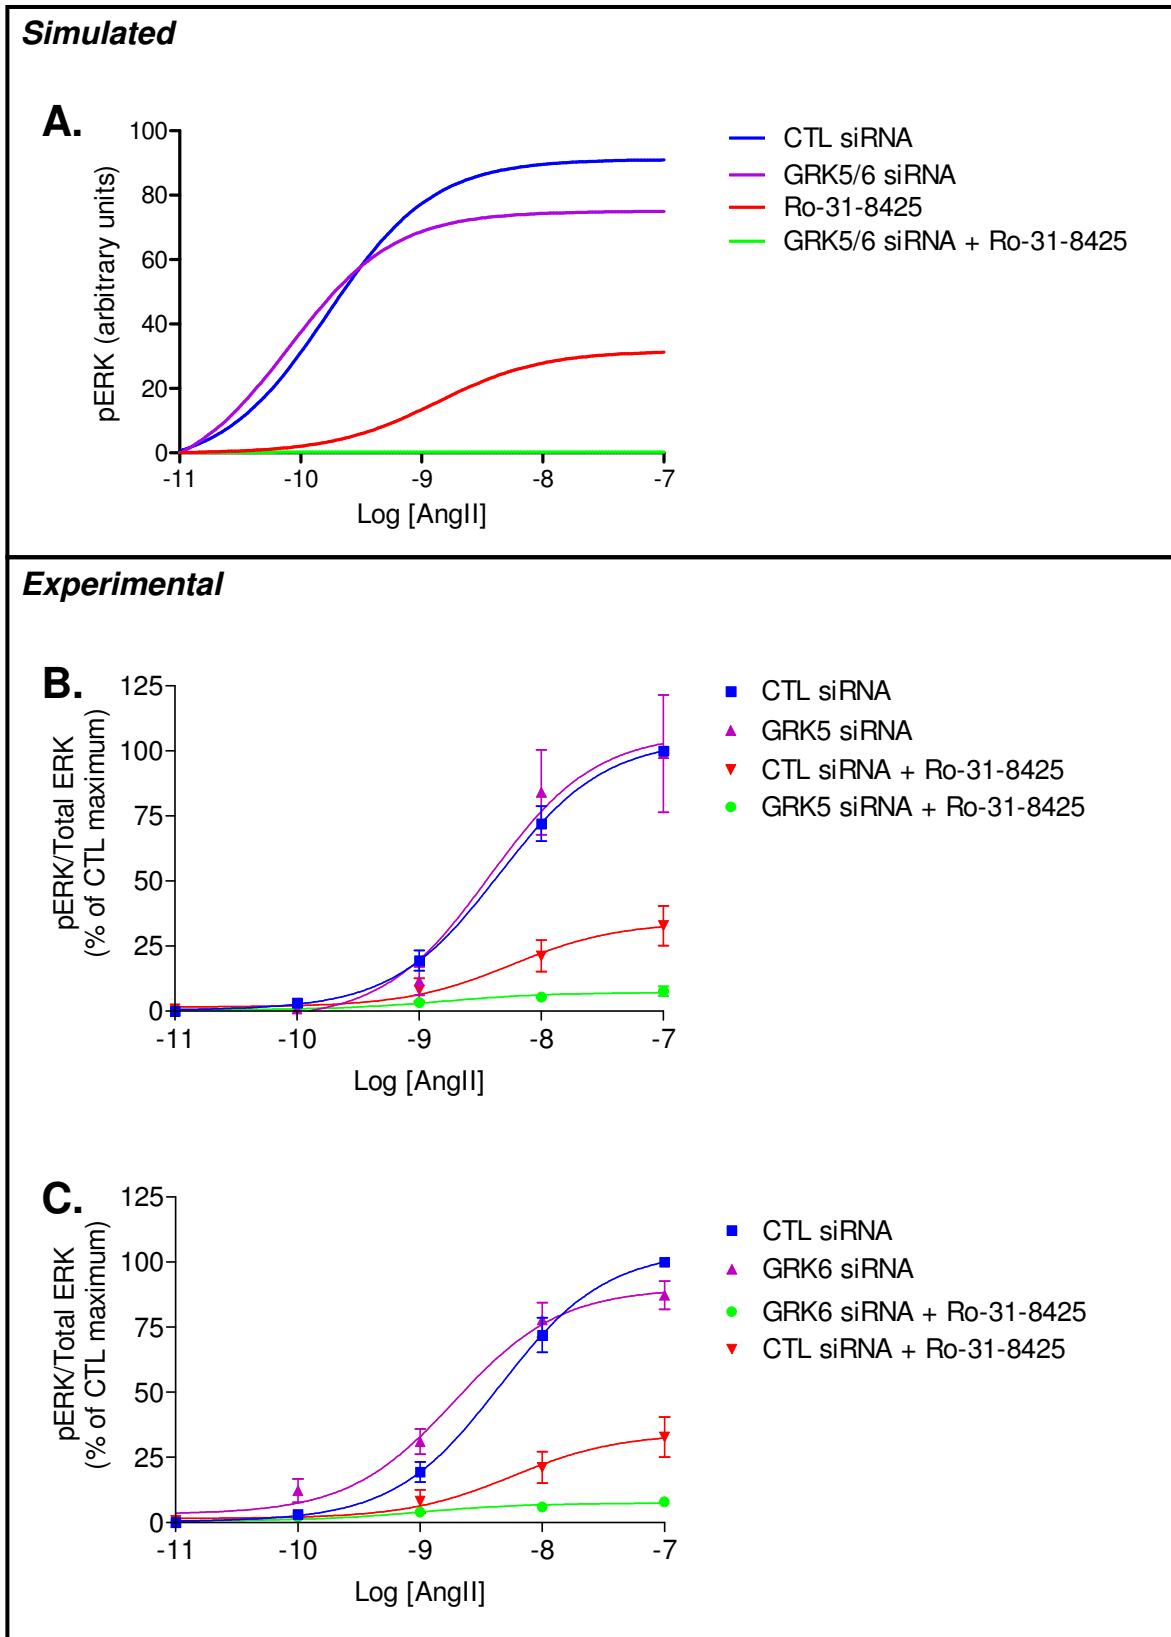 Simulated
A.
pERK (arbitrary units)
100
80
60
40
20
0
-11
-10
-9
-8
-7
Log [AngII]
CTL siRNA
GRK5/6 siRNA
Ro-31-8425
GRK5/6 siRNA + Ro-31-8425
Experimental
B.
pERK/Total ERK
(% of CTL maximum)
125
100
75
50
25
0
-11
-10
-9
-8
-7
Log [AngII]
CTL siRNA
GRK5 siRNA
CTL siRNA + Ro-31-8425
GRK5 siRNA + Ro-31-8425
C.
pERK/Total ERK
(% of CTL maximum)
125
100
75
50
25
0
-11
-10
-9
-8
-7
Log [AngII]
CTL siRNA
GRK6 siRNA
GRK6 siRNA + Ro-31-8425
CTL siRNA + Ro-31-8425